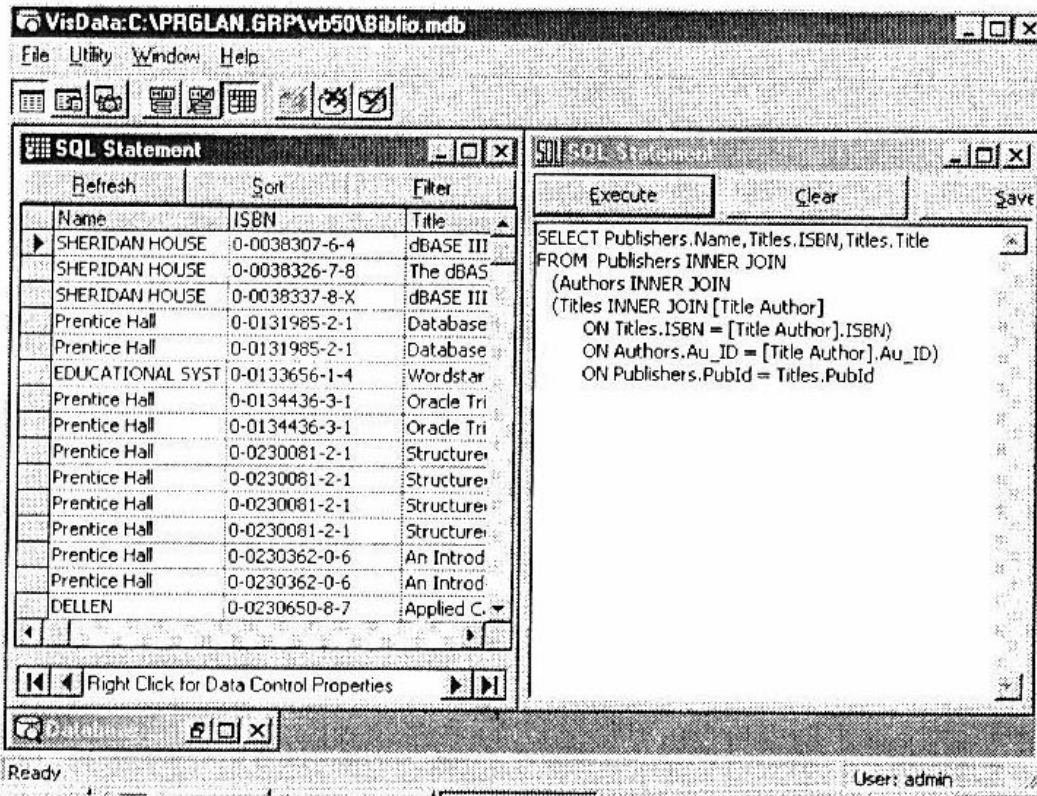 VisData:C:\PRGLAN.GRP\vb50\Biblio.mdb
File Utility Window Help
SQL Statement
Refresh Sort Filter
Name ISBN Title
SHERIDAN HOUSE 0-0038307-6-4 dBASE III
SHERIDAN HOUSE 0-0038326-7-8 The dBAS
SHERIDAN HOUSE 0-0038337-8-X dBASE III
Prentice Hall 0-0131985-2-1 Database
Prentice Hall 0-0131985-2-1 Database
EDUCATIONAL SYST 0-0133656-1-4 Wordstar
Prentice Hall 0-0134436-3-1 Oracle Tri
Prentice Hall 0-0134436-3-1 Oracle Tri
Prentice Hall 0-0230081-2-1 Structure
Prentice Hall 0-0230081-2-1 Structure
Prentice Hall 0-0230081-2-1 Structure
Prentice Hall 0-0230081-2-1 Structure
Prentice Hall 0-0230362-0-6 An Introd
Prentice Hall 0-0230362-0-6 An Introd
DELLEN 0-0230650-8-7 Applied C
Right Click for Data Control Properties
SQL SQL Statement
Execute Clear Save
SELECT Publishers.Name,Titles.ISBN,Titles.Title
FROM Publishers INNER JOIN
(Authors INNER JOIN
(Titles INNER JOIN [Title Author]
ON Titles.ISBN = [Title Author].ISBN)
ON Authors.Au_ID = [Title Author].Au_ID)
ON Publishers.PubId = Titles.PubId
Ready User: admin